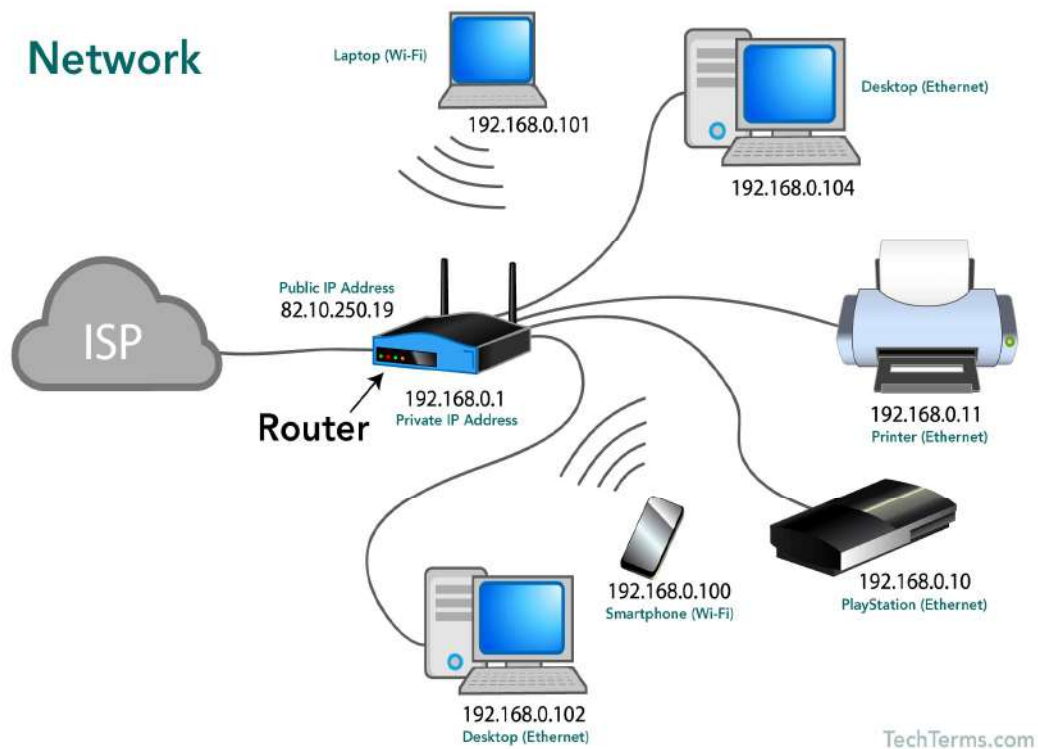 Network
Laptop (Wi-Fi)
192.168.0.101
Desktop (Ethernet)
192.168.0.104
Public IP Address
82.10.250.19
ISP
192.168.0.1
Private IP Address
Router
192.168.0.11
Printer (Ethernet)
192.168.0.100
Smartphone (Wi-Fi)
192.168.0.10
PlayStation (Ethernet)
192.168.0.102
Desktop (Ethernet)
TechTerms.com